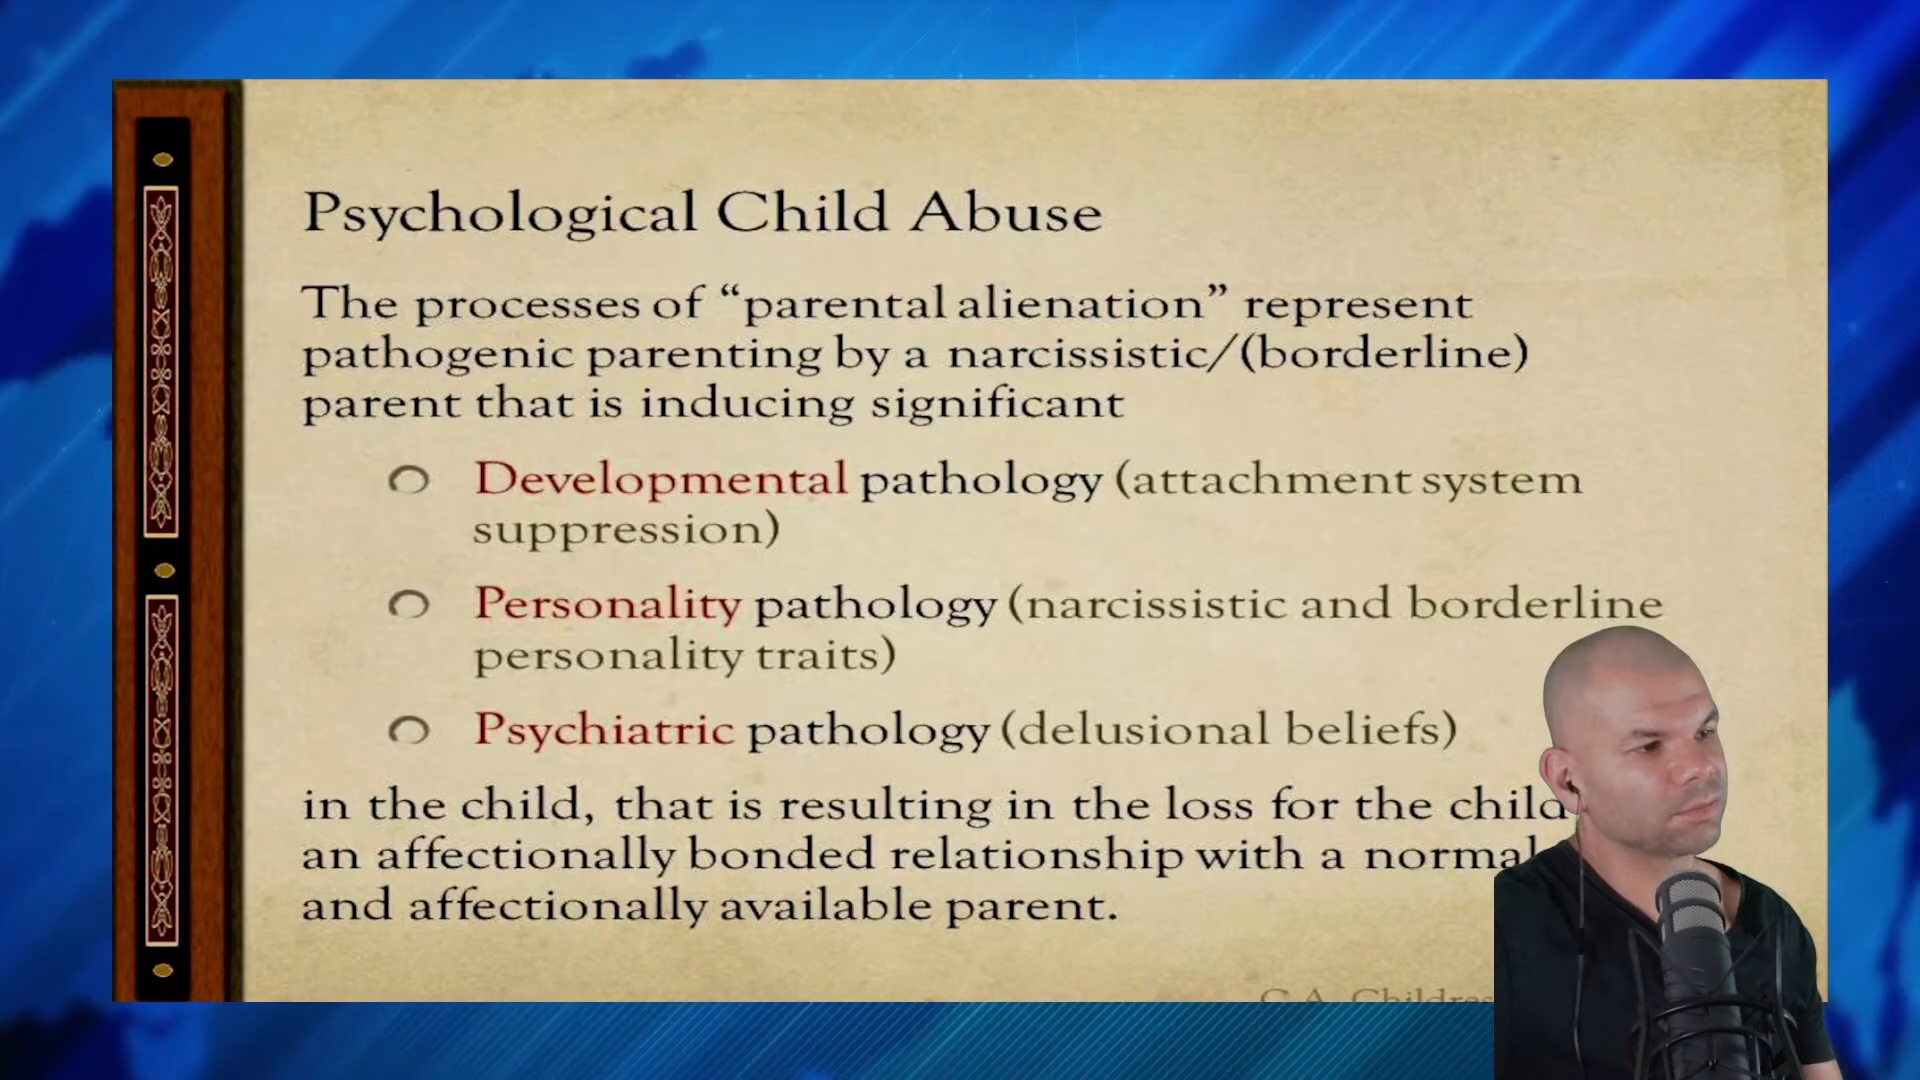 Psychological Child Abuse
The processes of “parental alienation” represent
pathogenic parenting by a narcissistic/(borderline)
parent that is inducing significant
Developmental pathology (attachment system
suppression)
Personality pathology (narcissistic and borderline
personality traits)
Psychiatric pathology (delusional beliefs)
in the child, that is resulting in the loss for the child
an affectionally bonded relationship with a normal
and affectionally available parent.
C.A.